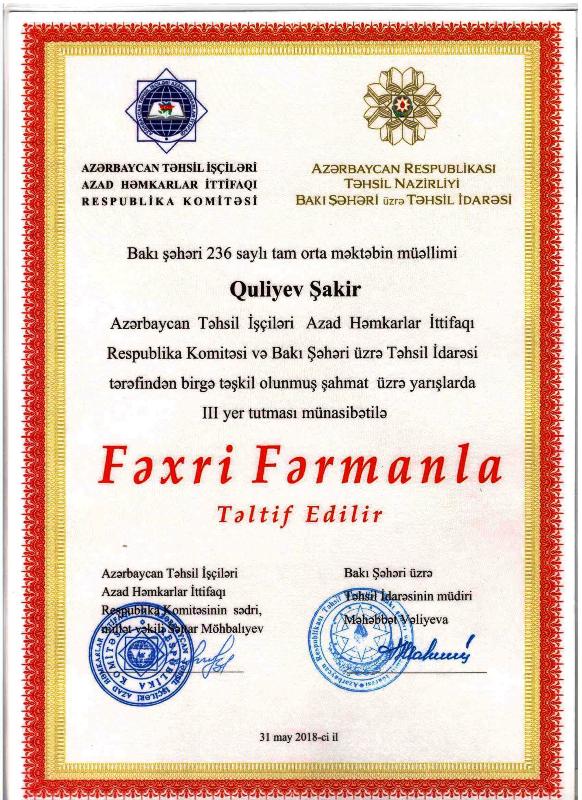 AZƏRBAYCAN TƏHSİL İŞÇİLƏRİ
AZAD HƏMKARLAR İTTİFAQI
RESPUBLİKA KOMİTƏSİ
AZƏRBAYCAN RESPUBLİKASI
TƏHSİL NAZİRLİYİ
BAKI ŞƏHƏRİ üzrə TƏHSİL İDARƏSİ
Bakı şəhəri 236 saylı tam orta məktəbin müəllimi
Quliyev Şakir
Azərbaycan Təhsil İşçiləri Azad Həmkarlar İttifaqı
Respublika Komitəsi və Bakı Şəhəri üzrə Təhsil İdarəsi
tərəfindən birgə təşkil olunmuş şahmat üzrə yarışlarda
III yer tutması münasibətilə
Fəxri Fərmanla
Təltif Edilir
Azərbaycan Təhsil İşçiləri
Azad Həmkarlar İttifaqı
Respublika Komitəsinin sədri,
millət vəkili Səttar Möhbalıyev
Bakı Şəhəri üzrə
Təhsil İdarəsinin müdiri
Məhəbbət Vəliyeva
31 may 2018-ci il